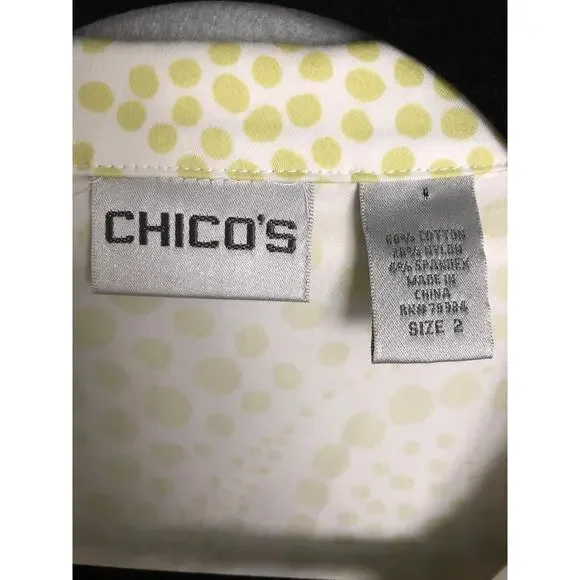 CHICO'S
COTTON
NYLON
SPANDEX
MADE IN
CHINA
SIZE 2